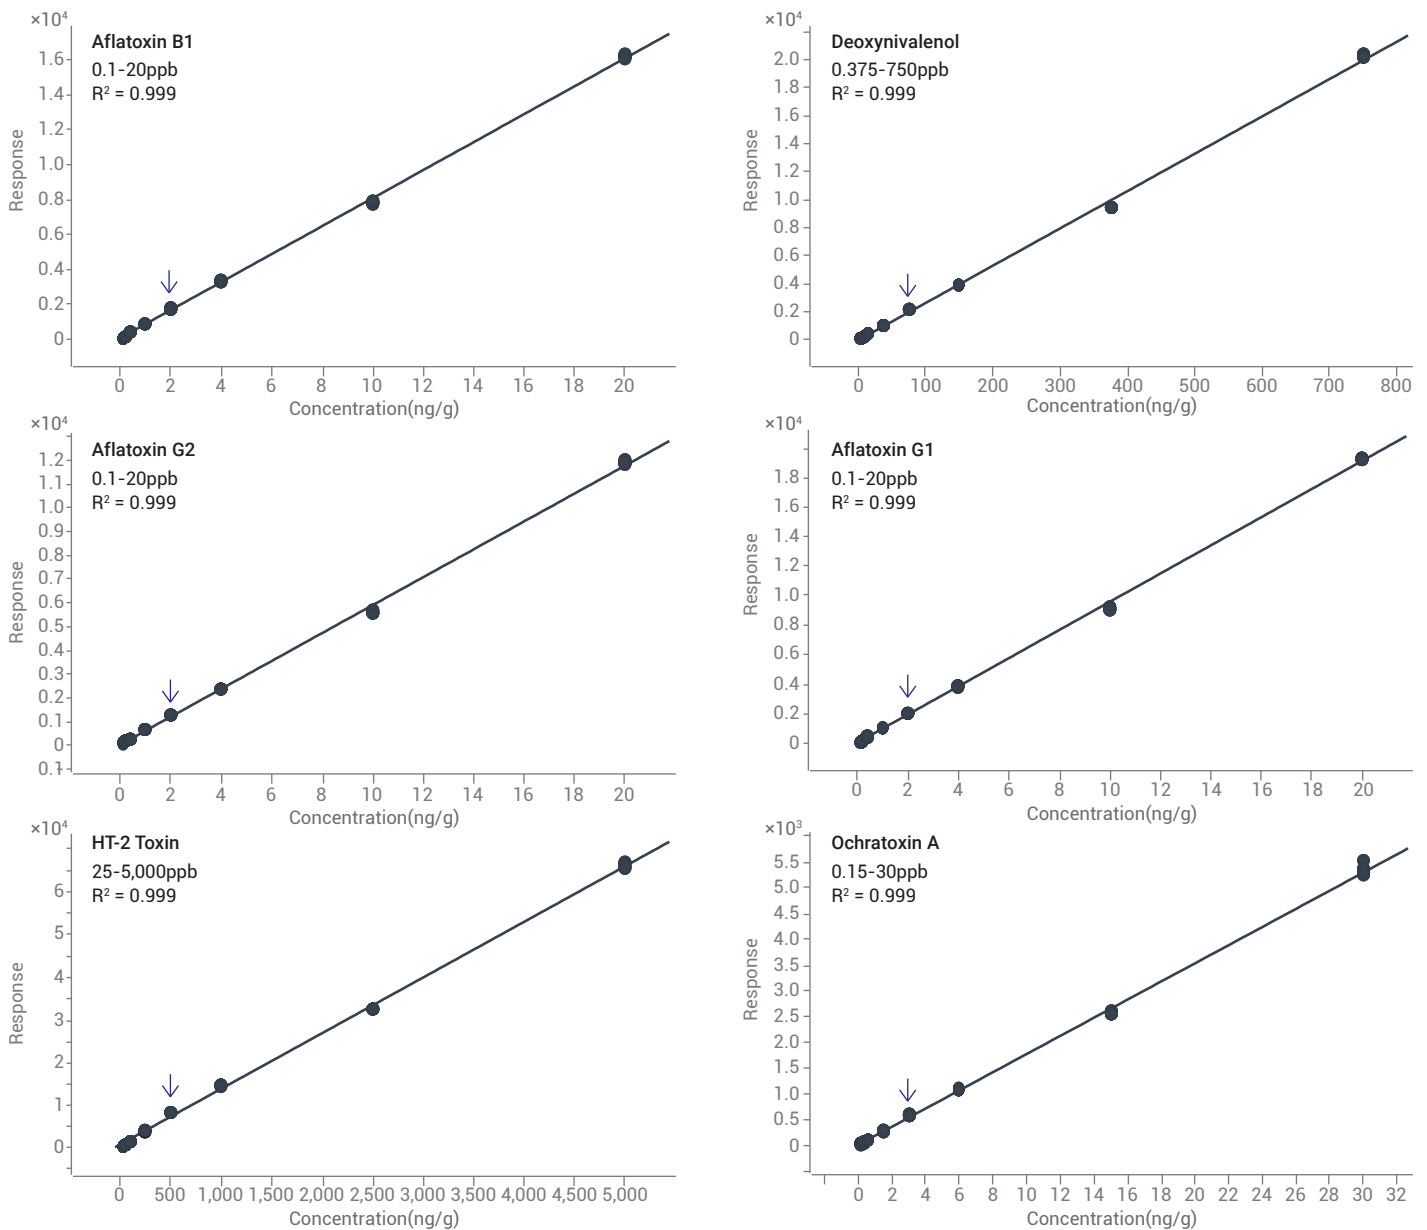 ×10⁴
Aflatoxin B1
0.1-20ppb
R² = 0.999
1.6
1.4
1.2
1.0
0.8
0.6
0.4
0.2
0
Response
0 2 4 6 8 10 12 14 16 18 20
Concentration(ng/g)
×10⁴
Deoxynivalenol
0.375-750ppb
R² = 0.999
2.0
1.8
1.6
1.4
1.2
1.0
0.8
0.6
0.4
0.2
0
Response
0 100 200 300 400 500 600 700 800
Concentration(ng/g)
×10⁴
Aflatoxin G2
0.1-20ppb
R² = 0.999
1.2
1.1
1.0
0.9
0.8
0.7
0.6
0.5
0.4
0.3
0.2
0.1
0
0.1
Response
0 2 4 6 8 10 12 14 16 18 20
Concentration(ng/g)
×10⁴
Aflatoxin G1
0.1-20ppb
R² = 0.999
1.8
1.6
1.4
1.2
1.0
0.8
0.6
0.4
0.2
0
Response
0 2 4 6 8 10 12 14 16 18 20
Concentration(ng/g)
×10⁴
HT-2 Toxin
25-5,000ppb
R² = 0.999
6
5
4
3
2
1
0
Response
0 500 1,000 1,500 2,000 2,500 3,000 3,500 4,000 4,500 5,000
Concentration(ng/g)
×10³
Ochratoxin A
0.15-30ppb
R² = 0.999
5.5
5.0
4.5
4.0
3.5
3.0
2.5
2.0
1.5
1.0
0.5
0
Response
0 2 4 6 8 10 12 14 16 18 20 22 24 26 28 30 32
Concentration(ng/g)